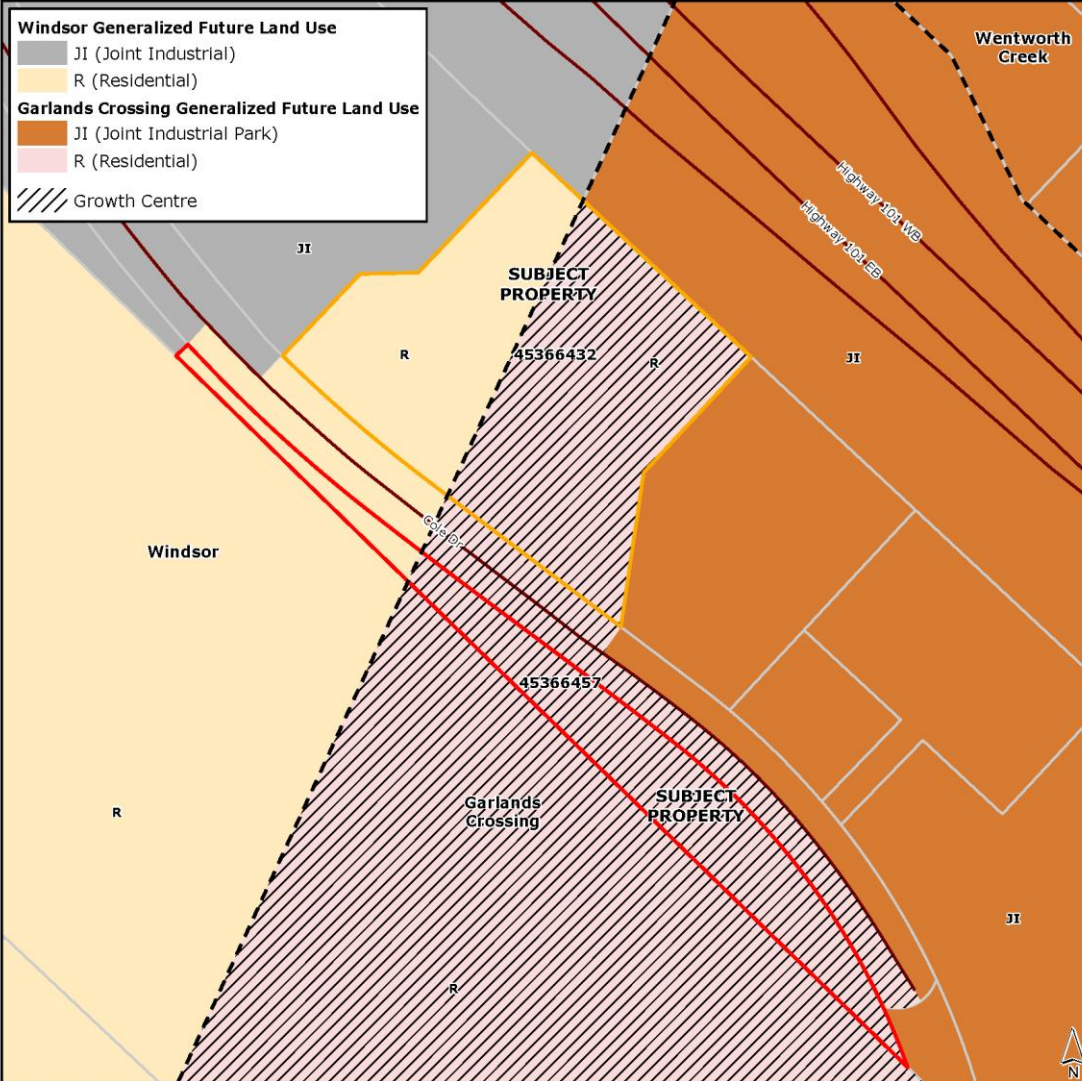 Windsor Generalized Future Land Use
JI (Joint Industrial)
R (Residential)
Garlands Crossing Generalized Future Land Use
JI (Joint Industrial Park)
R (Residential)
Growth Centre
Wentworth
Creek
Highway 101 WB
Highway 101 EB
JI
SUBJECT
PROPERTY
R
45366432
R
JI
Cole Dr
Windsor
45366457
SUBJECT
PROPERTY
Garlands
Crossing
R
JI
R
N